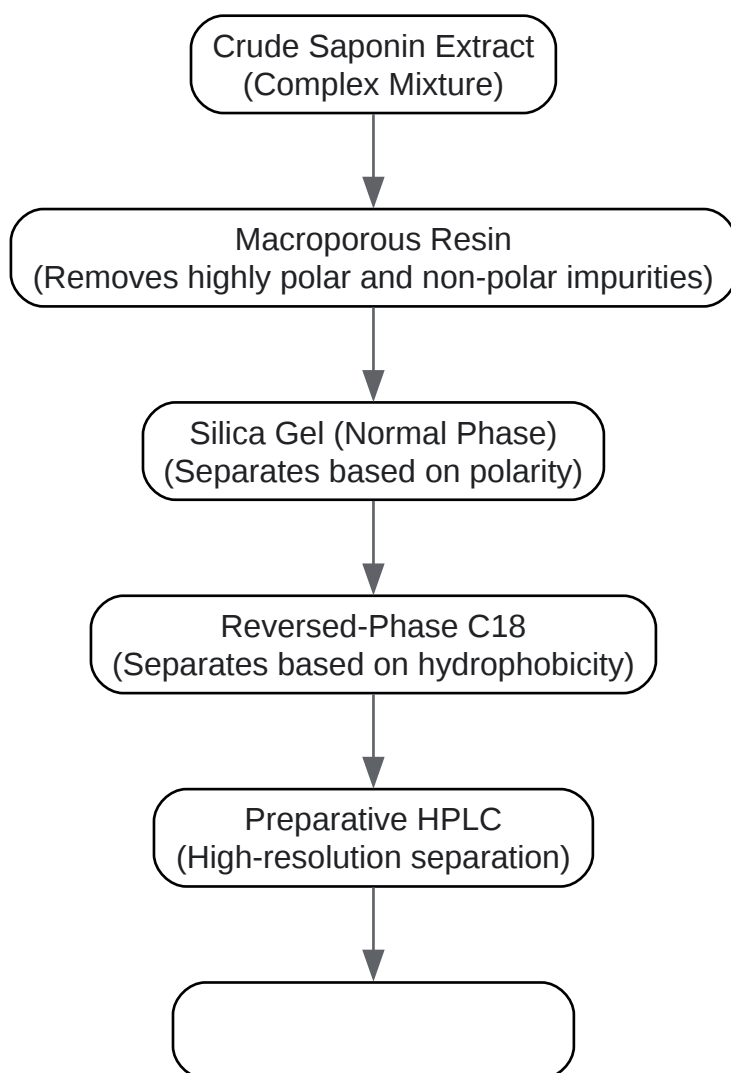 Crude Saponin Extract
(Complex Mixture)
Macroporous Resin
(Removes highly polar and non-polar impurities)
Silica Gel (Normal Phase)
(Separates based on polarity)
Reversed-Phase C18
(Separates based on hydrophobicity)
Preparative HPLC
(High-resolution separation)